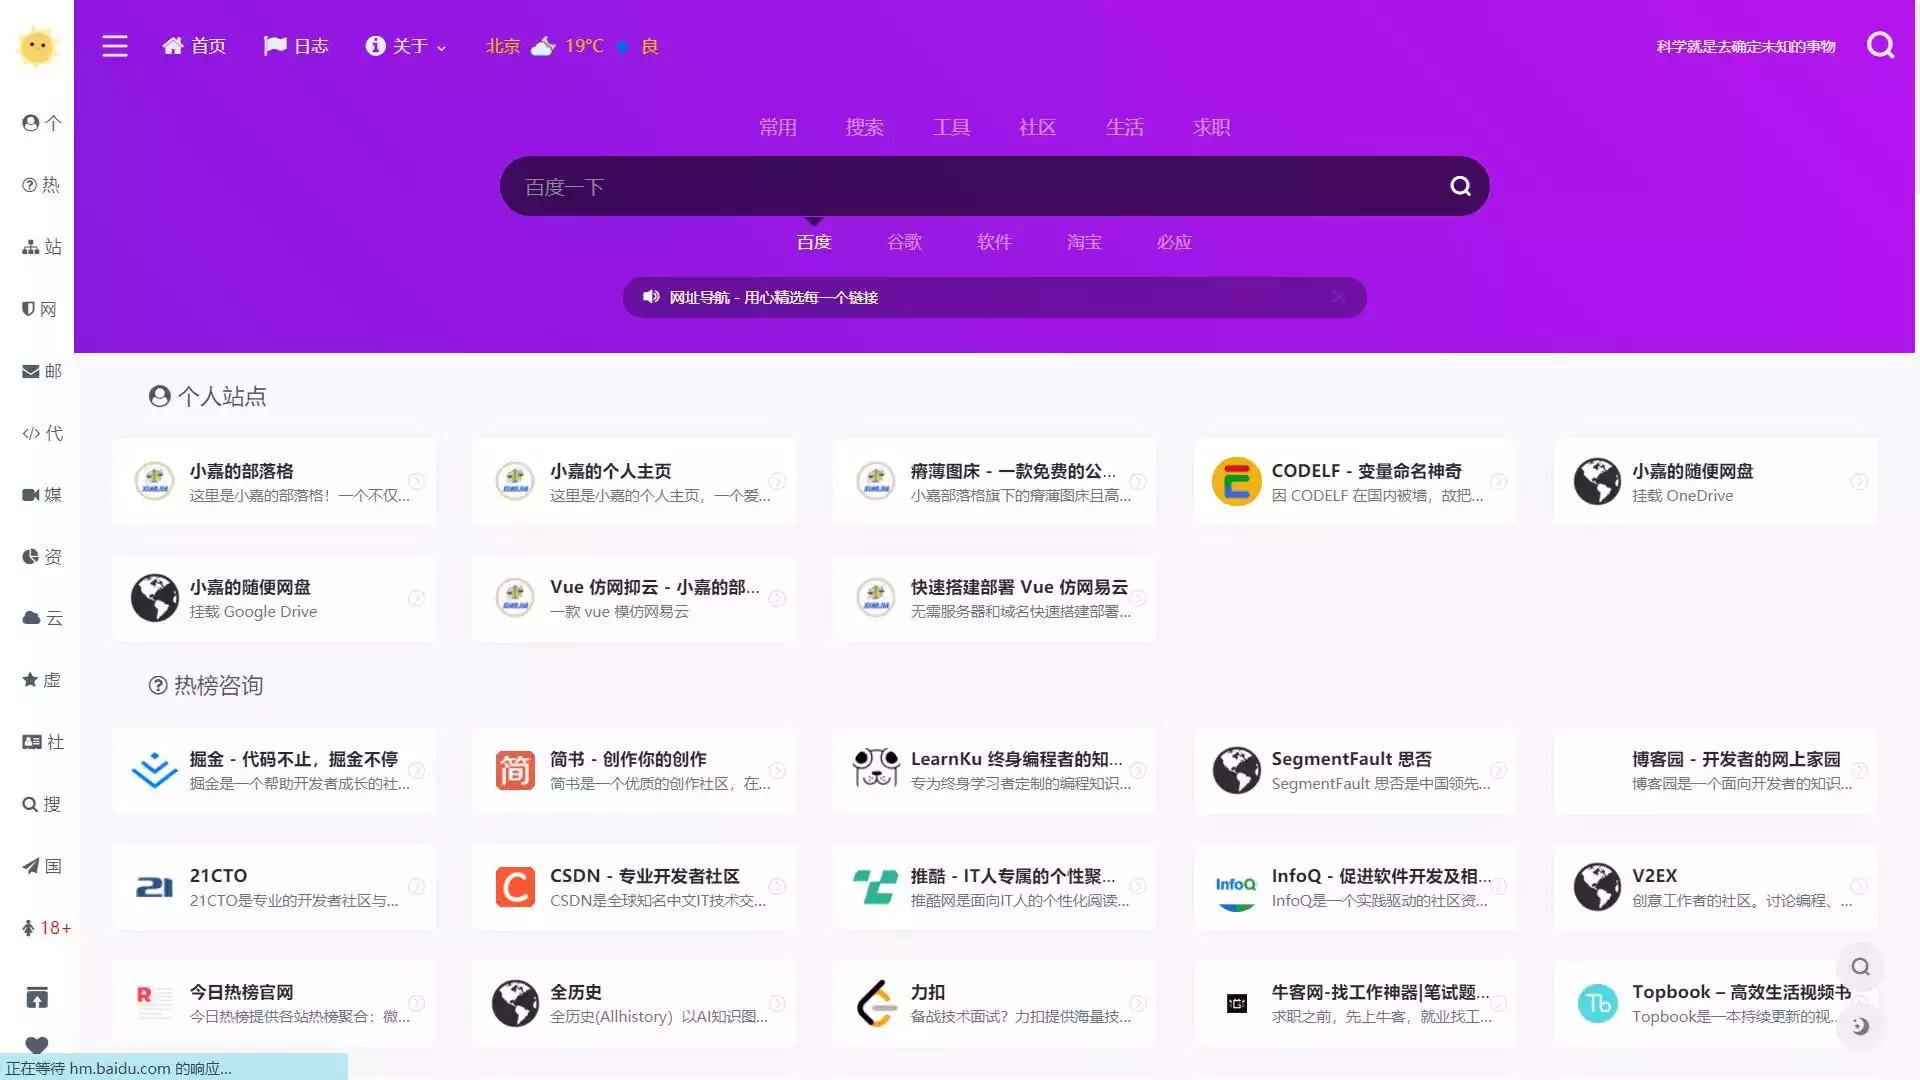 首页
日志
关于
北京 19°C 良
科学就是去确定未知的事物
常用 搜索 工具 社区 生活 求职
百度一下
百度 谷歌 软件 淘宝 必应
网址导航 - 用心精选每一个链接
个
热
站
网
邮
代
媒
资
云
虚
社
搜
国
18+
个人站点
小嘉的部落格
这里是小嘉的部落格！一个不仅...
小嘉的个人主页
这里是小嘉的个人主页，一个爱...
瘠薄图床 - 一款免费的公...
小嘉部落格旗下的瘠薄图床且高...
CODELF - 变量命名神奇
因 CODELF 在国内被墙，故把...
小嘉的随便网盘
挂载 OneDrive
小嘉的随便网盘
挂载 Google Drive
Vue 仿网抑云 - 小嘉的部...
一款 vue 模仿网易云
快速搭建部署 Vue 仿网易云
无需服务器和域名快速搭建部署...
热榜咨询
掘金 - 代码不止，掘金不停
掘金是一个帮助开发者成长的社...
简
简书 - 创作你的创作
简书是一个优质的创作社区，在...
LearnKu 终身编程者的知...
专为终身学习者定制的编程知识...
SegmentFault 思否
SegmentFault 思否是中国领先...
博客园 - 开发者的网上家园
博客园是一个面向开发者的知识...
21
21CTO
21CTO是专业的开发者社区与...
C
CSDN - 专业开发者社区
CSDN是全球知名中文IT技术交...
推酷 - IT人专属的个性聚...
推酷网是面向IT人的个性化阅读...
InfoQ
InfoQ - 促进软件开发及相...
InfoQ是一个实践驱动的社区资...
V2EX
创意工作者的社区。讨论编程、...
R
今日热榜官网
今日热榜提供各站热榜聚合：微...
全历史
全历史(Allhistory）以AI知识图...
力扣
备战技术面试？力扣提供海量技...
牛客网-找工作神器|笔试题...
求职之前，先上牛客，就业找工...
Tb
Topbook – 高效生活视频书
Topbook是一本持续更新的视...
正在等待 hm.baidu.com 的响应...